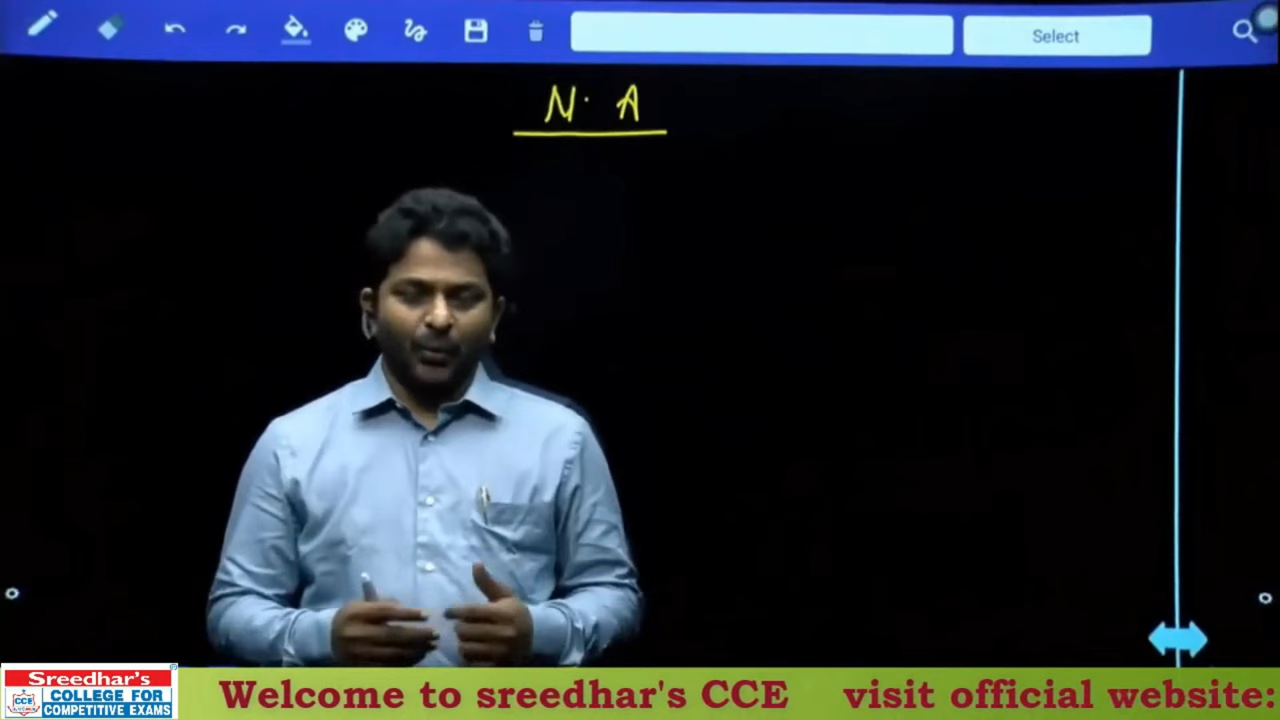 Select
N. A
Sreedhar's
CCE
COLLEGE FOR
COMPETITIVE EXAMS
Welcome to sreedhar's CCE visit official website: